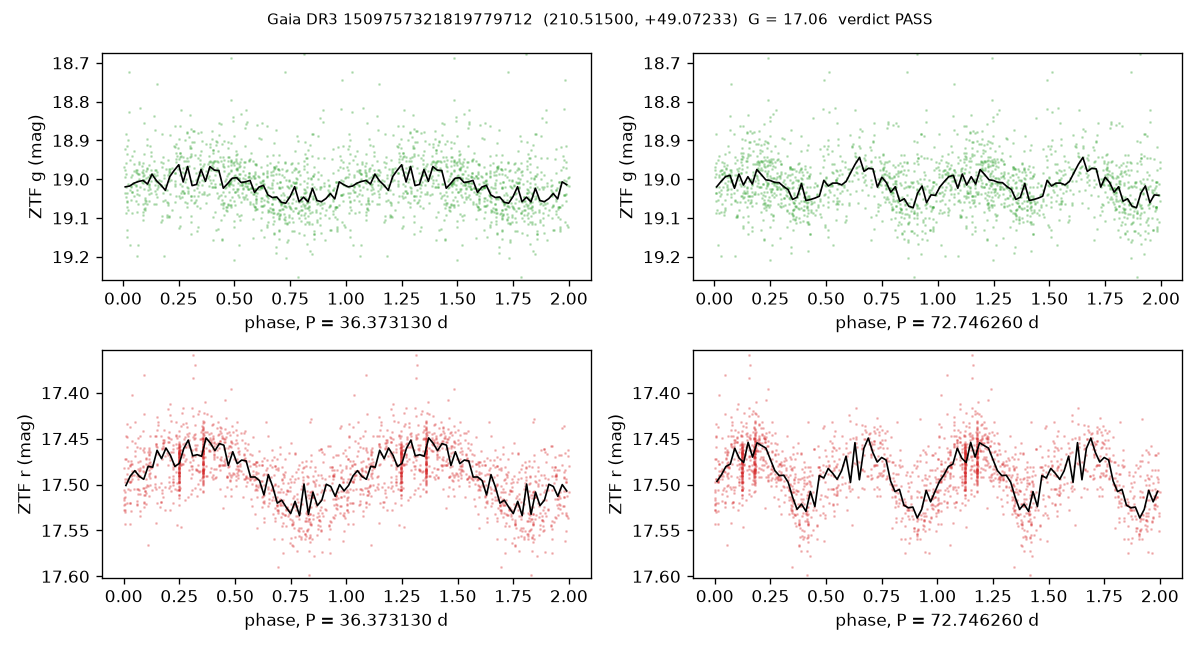 Gaia DR3 1509757321819779712  (210.51500, +49.07233)  G = 17.06  verdict PASS
ZTF g (mag)
18.7
18.8
18.9
19.0
19.1
19.2
0.00 0.25 0.50 0.75 1.00 1.25 1.50 1.75 2.00
phase, P = 36.373130 d
ZTF g (mag)
18.7
18.8
18.9
19.0
19.1
19.2
0.00 0.25 0.50 0.75 1.00 1.25 1.50 1.75 2.00
phase, P = 72.746260 d
ZTF r (mag)
17.40
17.45
17.50
17.55
17.60
0.00 0.25 0.50 0.75 1.00 1.25 1.50 1.75 2.00
phase, P = 36.373130 d
ZTF r (mag)
17.40
17.45
17.50
17.55
17.60
0.00 0.25 0.50 0.75 1.00 1.25 1.50 1.75 2.00
phase, P = 72.746260 d